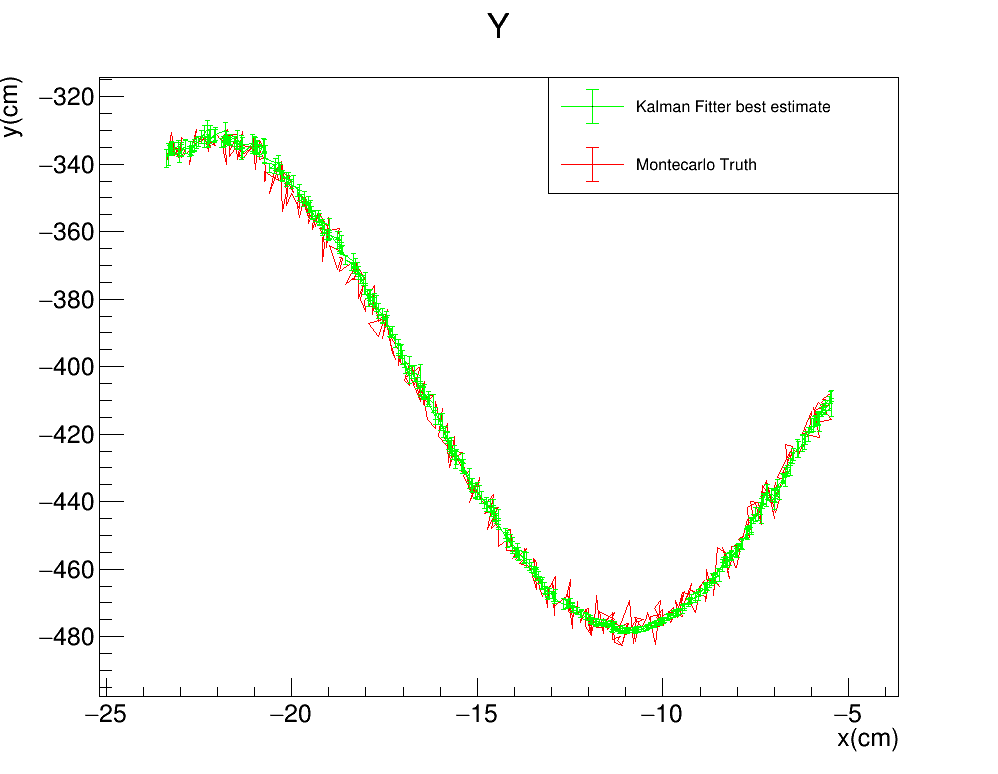 Y
y(cm)
−320
−340
−360
−380
−400
−420
−440
−460
−480
Kalman Fitter best estimate
Montecarlo Truth
−25 −20 −15 −10 −5
x(cm)